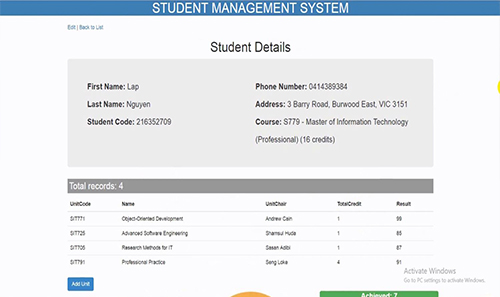 STUDENT MANAGEMENT SYSTEM
Edit | Back to List
Student Details
First Name: Lap
Phone Number: 0414389384
Last Name: Nguyen
Address: 3 Barry Road, Burwood East, VIC 3151
Student Code: 216352709
Course: S779 - Master of Information Technology
(Professional) (16 credits)
Total records: 4
UnitCode Name UnitChair TotalCredit Result
SIT771 Object-Oriented Development Andrew Cain 1 99
SIT725 Advanced Software Engineering Shamsul Huda 1 85
SIT705 Research Methods for IT Sasan Adibi 1 87
SIT791 Professional Practice Seng Loke 4 91
Add Unit
Activate Windows
Go to PC settings to activate Windows.
Achieved: 7